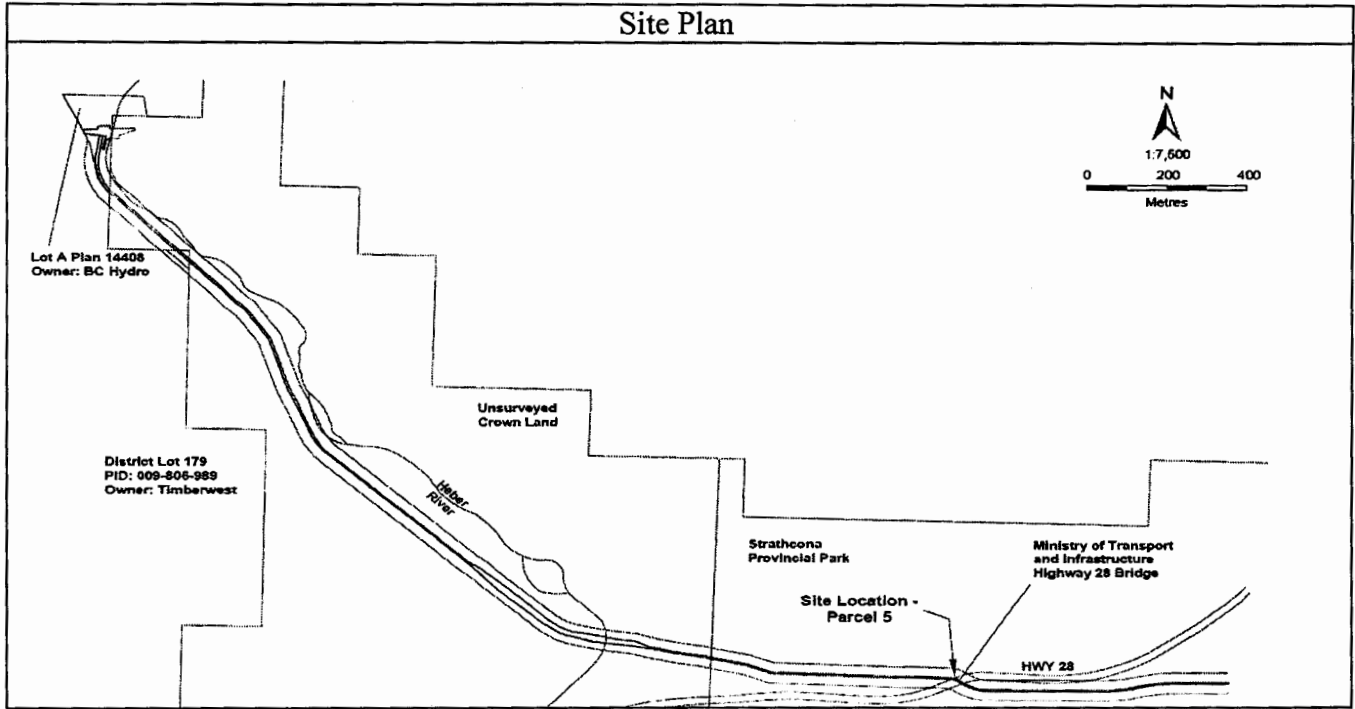 Site Plan
N
1:7,500
0 200 400
Metres
Lot A Plan 14408
Owner: BC Hydro
Unsurveyed
Crown Land
District Lot 179
PID: 009-806-989
Owner: Timberwest
Heber
River
Strathcona
Provincial Park
Ministry of Transport
and Infrastructure
Highway 28 Bridge
Site Location -
Parcel 5
HWY 28